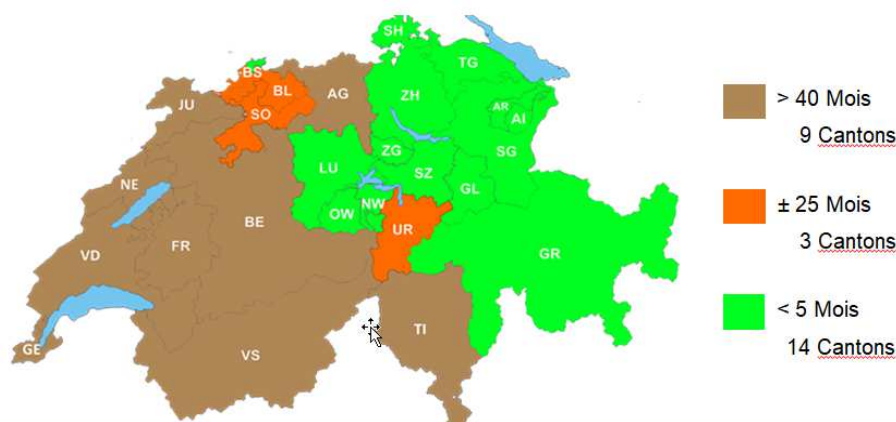 SH
BS
TG
BL
AG
ZH
JU
AR
AI
SO
ZG
SG
LU
SZ
NE
GL
NW
OW
BE
UR
FR
VD
GR
TI
GE
VS
> 40 Mois
9 Cantons
± 25 Mois
3 Cantons
< 5 Mois
14 Cantons